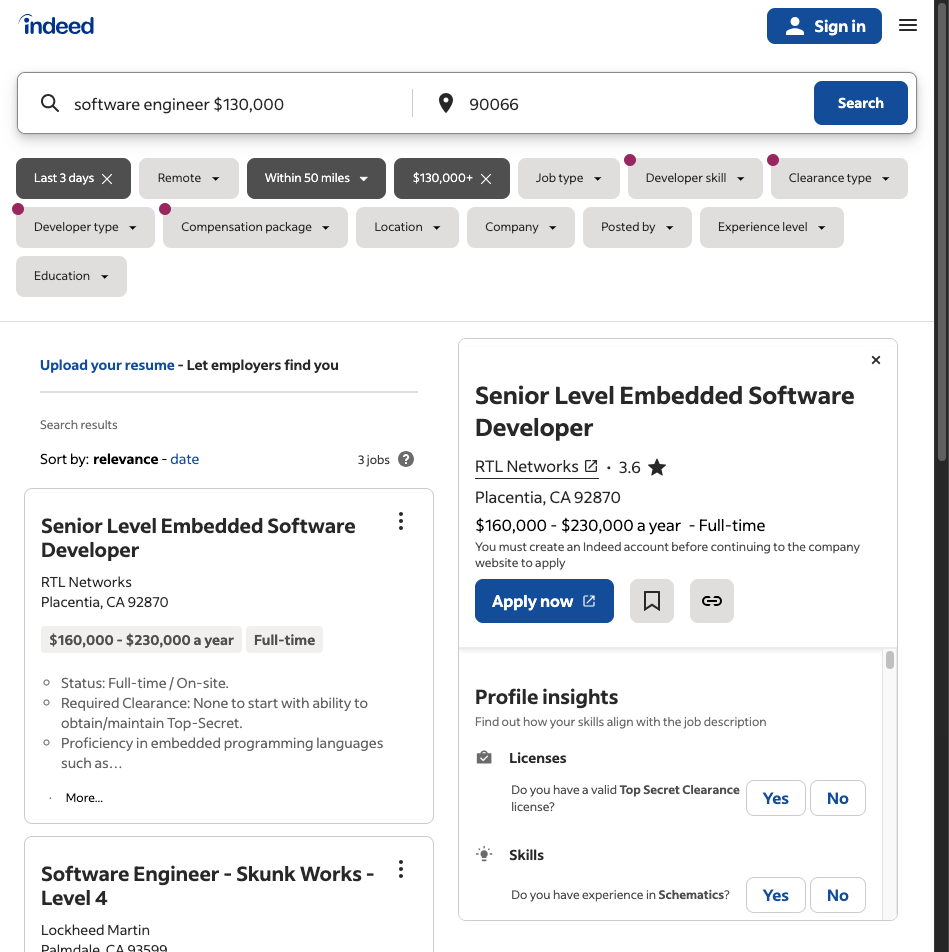 indeed
Sign in
software engineer $130,000
90066
Search
Last 3 days
Remote
Within 50 miles
$130,000+
Job type
Developer skill
Clearance type
Developer type
Compensation package
Location
Company
Posted by
Experience level
Education
Upload your resume - Let employers find you
Search results
Sort by: relevance - date
3 jobs ?
Senior Level Embedded Software
Developer
RTL Networks
Placentia, CA 92870
$160,000 - $230,000 a year
Full-time
Status: Full-time / On-site.
Required Clearance: None to start with ability to
obtain/maintain Top-Secret.
Proficiency in embedded programming languages
such as…
· More...
Software Engineer - Skunk Works -
Level 4
Lockheed Martin
Palmdale, CA 93599
Senior Level Embedded Software
Developer
RTL Networks · 3.6
Placentia, CA 92870
$160,000 - $230,000 a year - Full-time
You must create an Indeed account before continuing to the company
website to apply
Apply now
Profile insights
Find out how your skills align with the job description
Licenses
Do you have a valid Top Secret Clearance
license?
Yes
No
Skills
Do you have experience in Schematics?
Yes
No